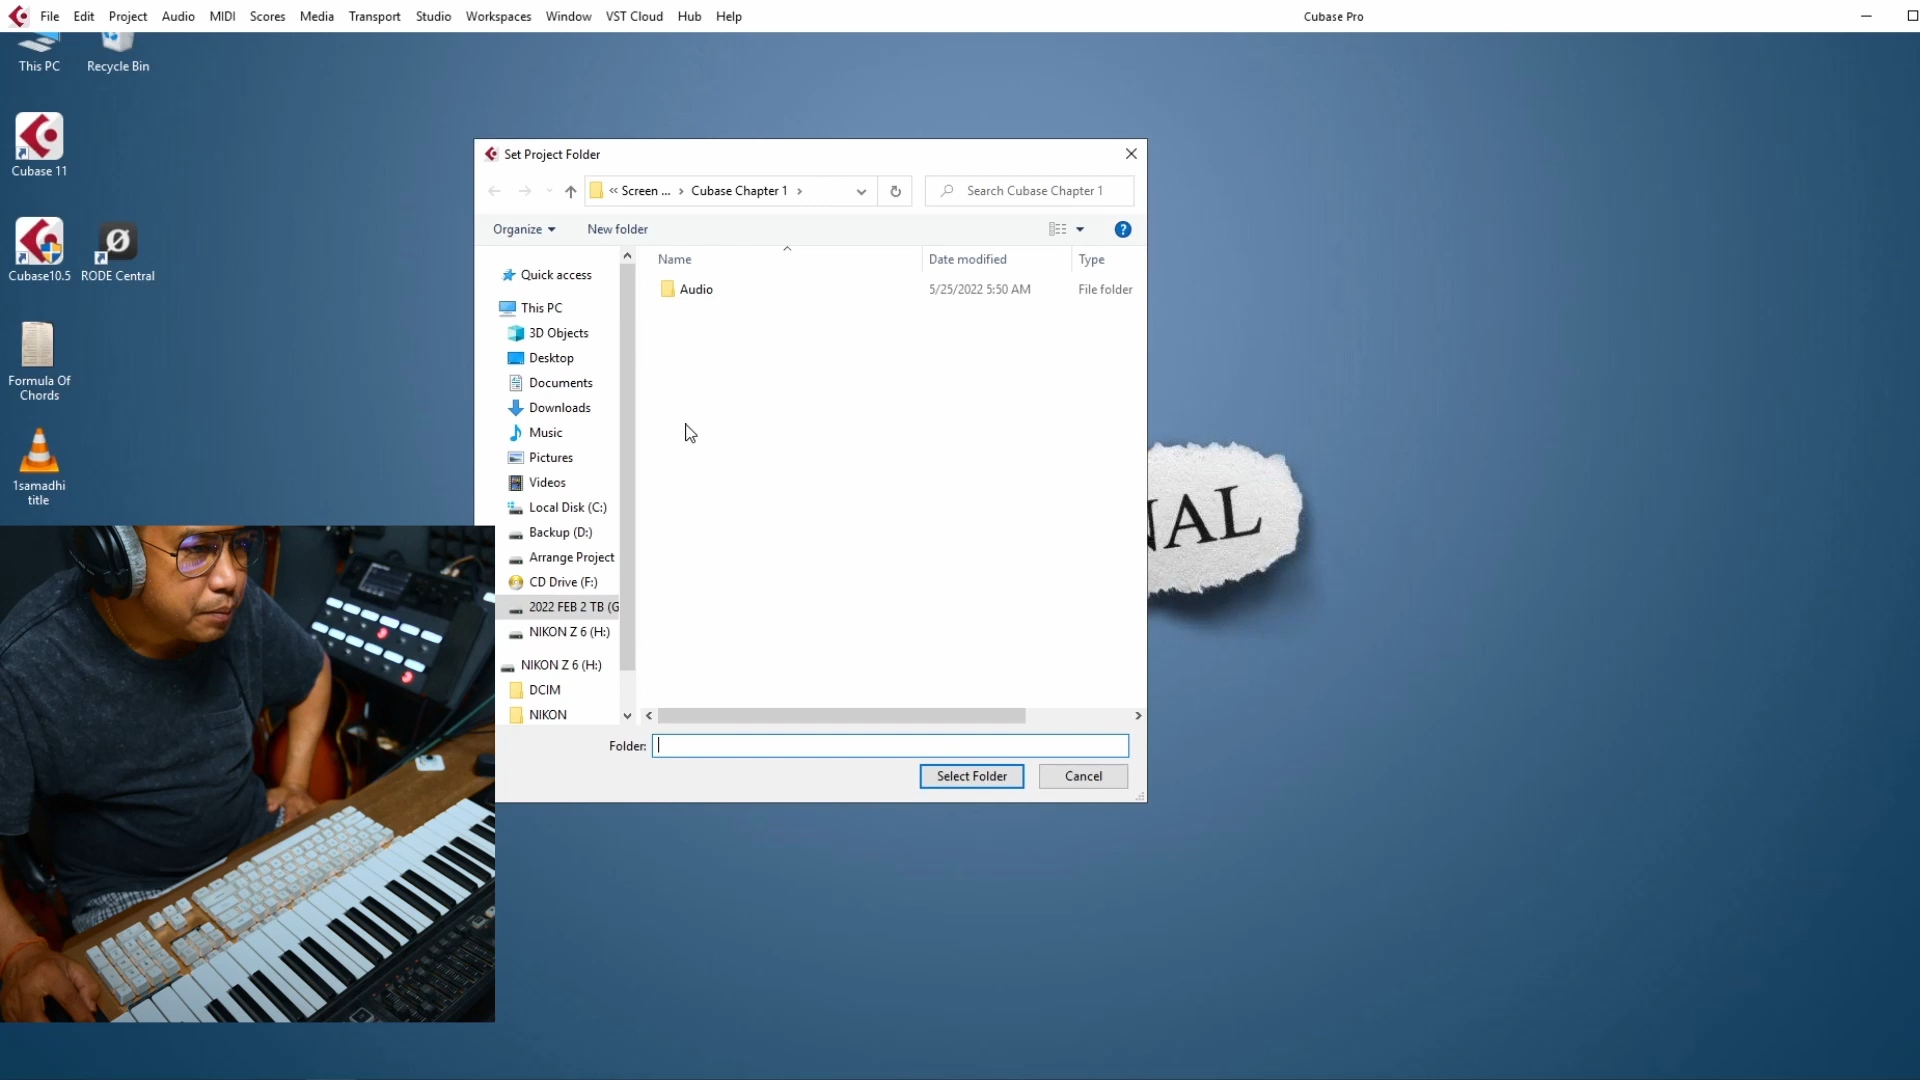 File Edit Project Audio MIDI Scores Media Transport Studio Workspaces Window VST Cloud Hub Help Cubase Pro
This PC
Recycle Bin
Cubase 11
Cubase10.5
RODE Central
Formula Of
Chords
1samadhi
title
Set Project Folder
« Screen ... › Cubase Chapter 1 ›
Search Cubase Chapter 1
Organize
New folder
Name Date modified Type
Audio 5/25/2022 5:50 AM File folder
Quick access
This PC
3D Objects
Desktop
Documents
Downloads
Music
Pictures
Videos
Local Disk (C:)
Backup (D:)
Arrange Project
CD Drive (F:)
2022 FEB 2 TB (G
NIKON Z 6 (H:)
NIKON Z 6 (H:)
DCIM
NIKON
Folder:
Select Folder Cancel
NAL